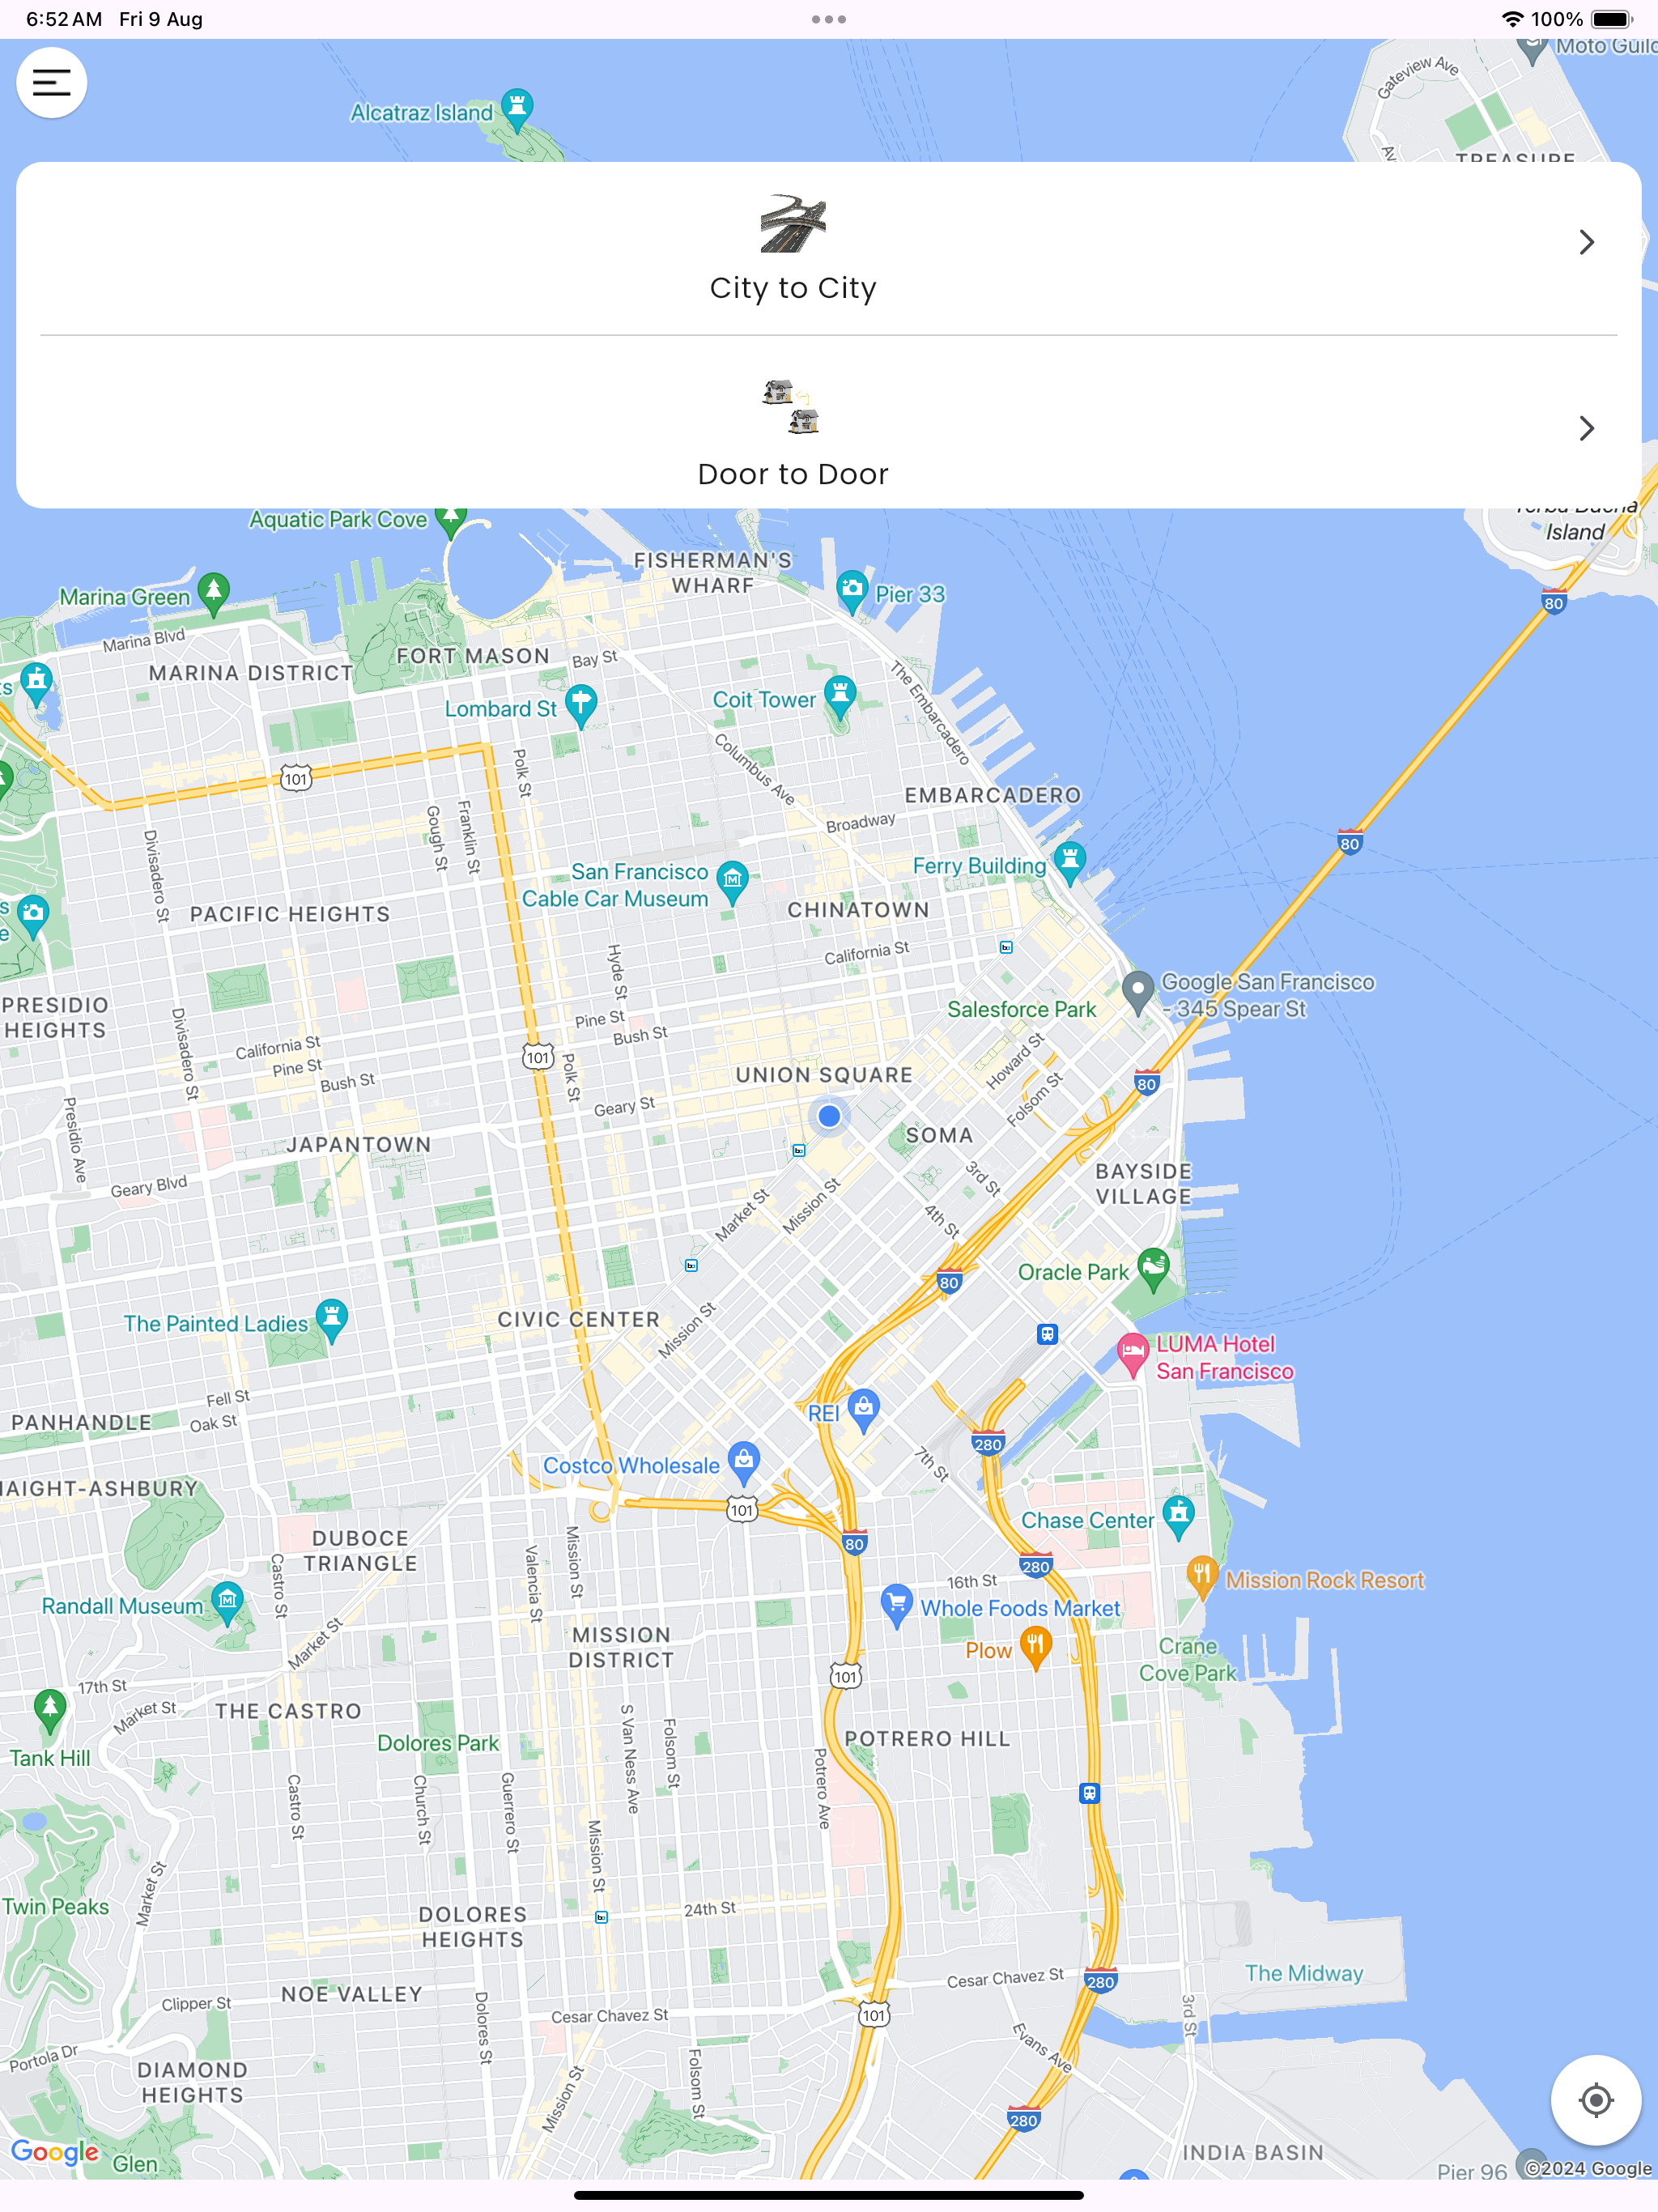 6:52 AM Fri 9 Aug
100%
Moto Guild
Gateview Ave
Alcatraz Island
Av
TREASURE
City to City
Door to Door
Yerba Buena
Island
Aquatic Park Cove
FISHERMAN'S
WHARF
Pier 33
Marina Green
80
Marina Blvd
FORT MASON
Bay St
MARINA DISTRICT
The Embarcadero
Lombard St
Coit Tower
101
Polk St
Columbus Ave
EMBARCADERO
Gough St
Franklin St
Broadway
80
Divisadero St
San Francisco
Cable Car Museum
Ferry Building
PACIFIC HEIGHTS
CHINATOWN
California St
Hyde St
Google San Francisco
- 345 Spear St
PRESIDIO
HEIGHTS
Salesforce Park
Pine St
Bush St
Divisadero St
California St
Pine St
Bush St
101
Polk St
Howard St
Folsom St
UNION SQUARE
80
Geary St
Presidio Ave
JAPANTOWN
SOMA
3rd St
BAYSIDE
VILLAGE
Geary Blvd
Market St
Mission St
4th St
80
Oracle Park
The Painted Ladies
CIVIC CENTER
Mission St
LUMA Hotel
San Francisco
Fell St
Oak St
PANHANDLE
REI
280
Costco Wholesale
7th St
HAIGHT-ASHBURY
101
Chase Center
DUBOCE
TRIANGLE
80
280
Castro St
Valencia St
Mission St
16th St
Mission Rock Resort
Randall Museum
Whole Foods Market
Market St
MISSION
DISTRICT
Plow
Crane
Cove Park
101
17th St
Market St
THE CASTRO
S Van Ness Ave
Folsom St
Dolores Park
POTRERO HILL
Tank Hill
Potrero Ave
Castro St
Church St
Guerrero St
Mission St
Market St
Twin Peaks
24th St
DOLORES
HEIGHTS
Cesar Chavez St
The Midway
280
NOE VALLEY
Clipper St
Dolores St
Cesar Chavez St
101
3rd St
Evans Ave
Portola Dr
DIAMOND
HEIGHTS
Mission St
Folsom St
280
Google
Glen
INDIA BASIN
Pier 96
©2024 Google